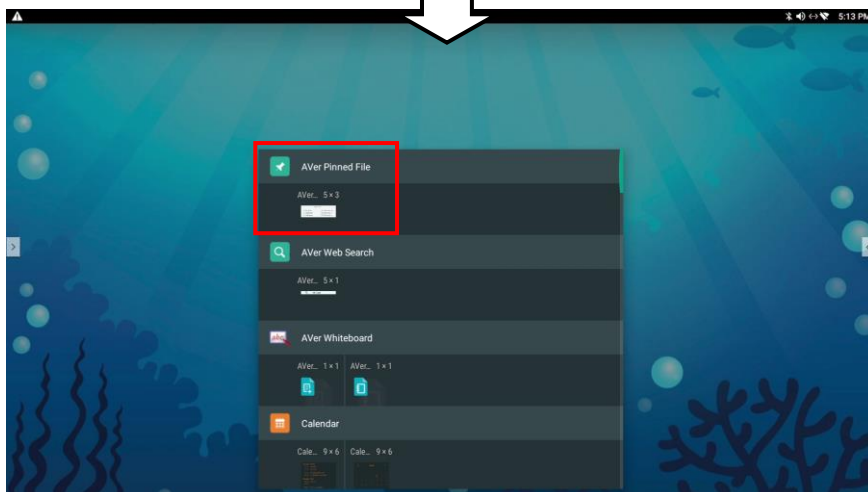 5:13 PM
AVer Pinned File
AVer... 5 × 3
AVer Web Search
AVer... 5 × 1
AVer Whiteboard
AVer... 1 × 1 AVer... 1 × 1
Calendar
Cale... 9 × 6 Cale... 9 × 6